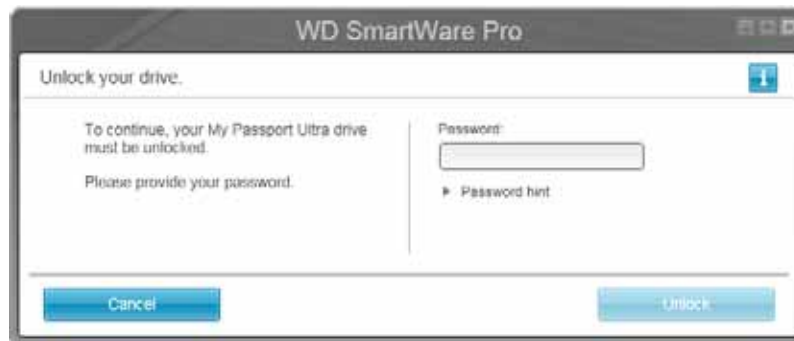 WD SmartWare Pro
Unlock your drive.
To continue, your My Passport Ultra drive
must be unlocked.
Please provide your password.
Password:
Password hint
Cancel
Unlock